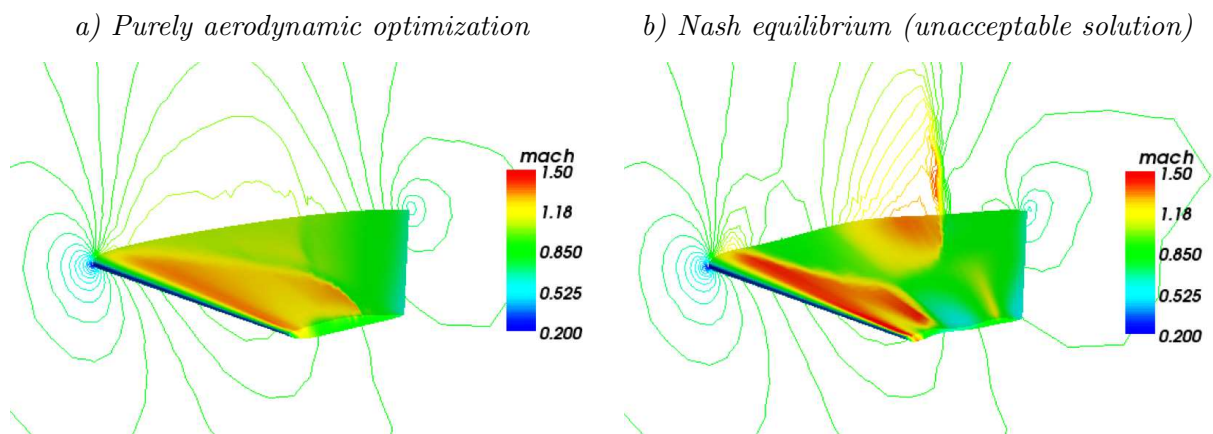 a) Purely aerodynamic optimization
b) Nash equilibrium (unacceptable solution)
mach
1.50
1.18
0.850
0.525
0.200
mach
1.50
1.18
0.850
0.525
0.200